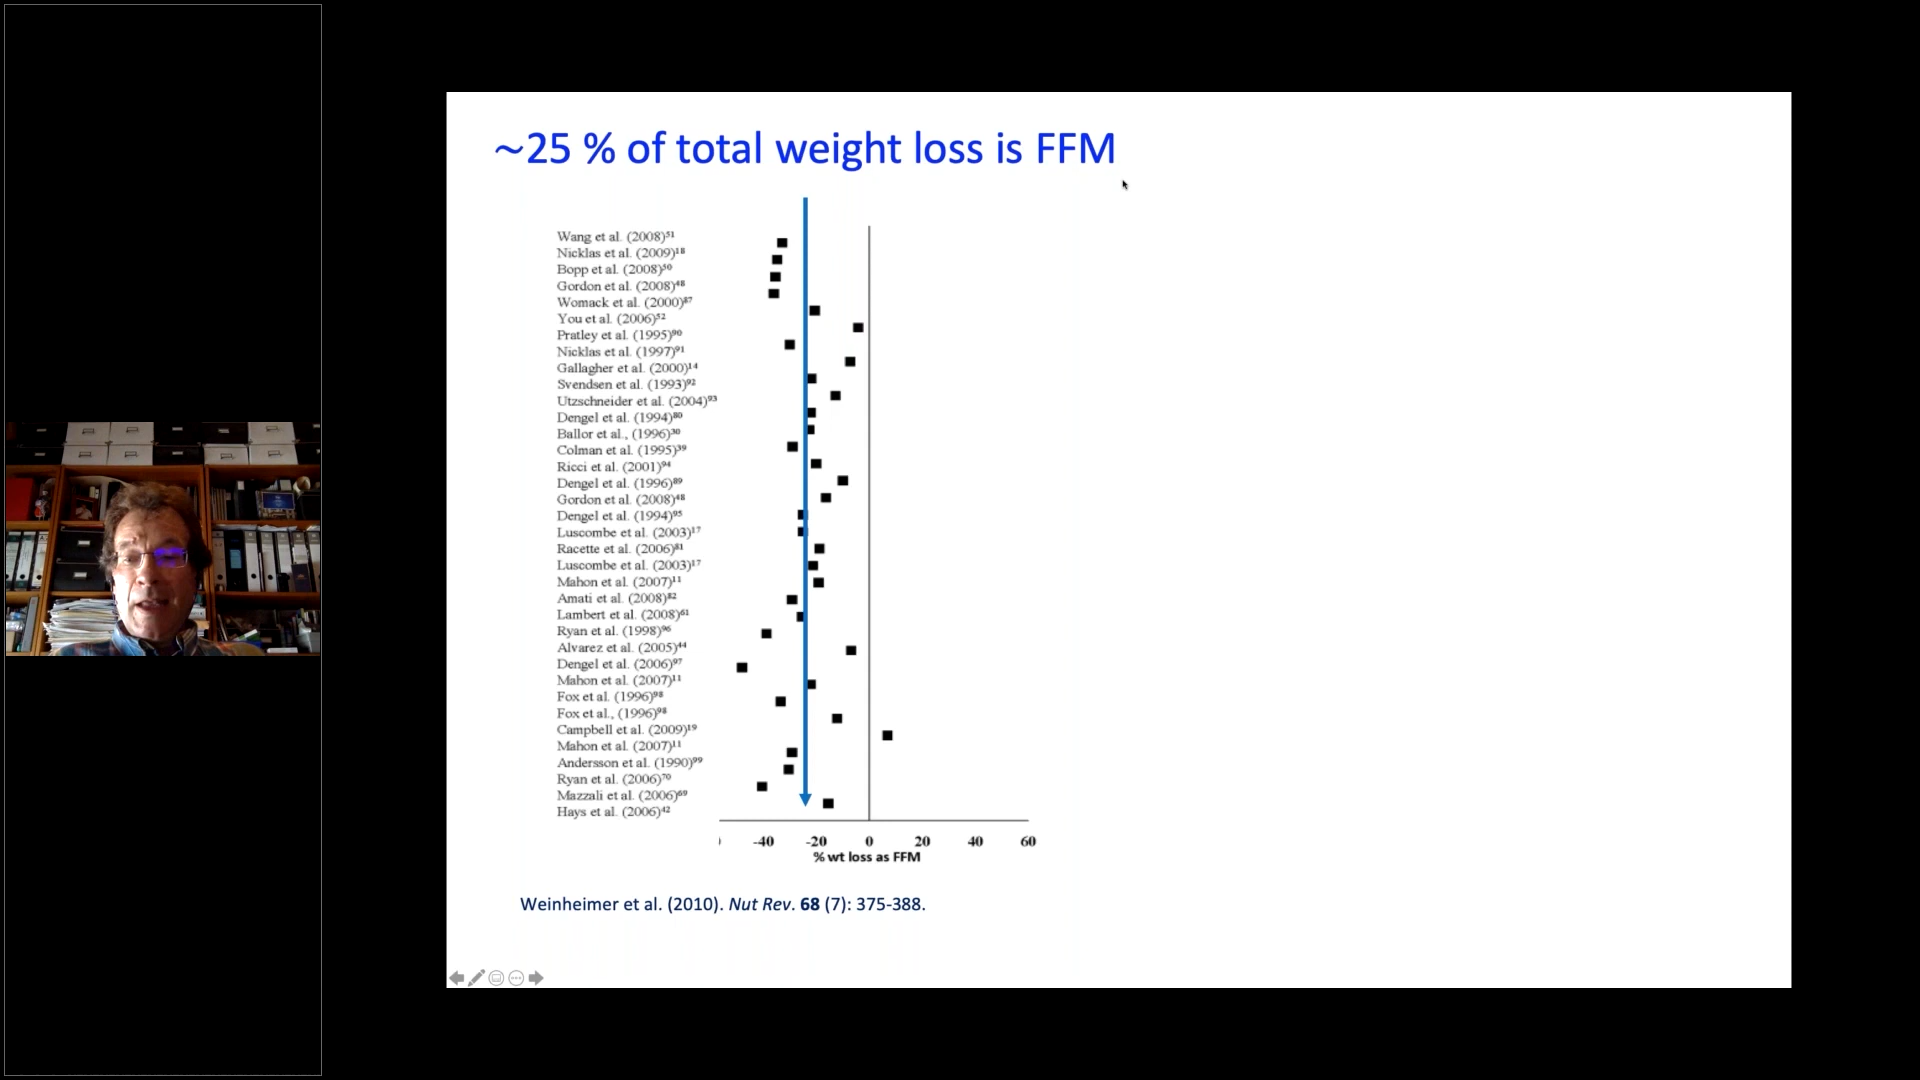 ~25 % of total weight loss is FFM
Wang et al. (2008)⁵¹
Nicklas et al. (2009)¹⁸
Bopp et al. (2008)⁵⁰
Gordon et al. (2008)⁴⁸
Womack et al. (2000)⁸⁷
You et al. (2006)⁵²
Pratley et al. (1995)⁹⁰
Nicklas et al. (1997)⁹¹
Gallagher et al. (2000)¹⁴
Svendsen et al. (1993)⁹²
Utzschneider et al. (2004)⁹³
Dengel et al. (1994)⁸⁰
Ballor et al., (1996)³⁰
Colman et al. (1995)³⁹
Ricci et al. (2001)⁹⁴
Dengel et al. (1996)⁸⁹
Gordon et al. (2008)⁴⁸
Dengel et al. (1994)⁹⁵
Luscombe et al. (2003)¹⁷
Racette et al. (2006)⁸¹
Luscombe et al. (2003)¹⁷
Mahon et al. (2007)¹¹
Amati et al. (2008)⁸²
Lambert et al. (2008)⁶¹
Ryan et al. (1998)⁹⁶
Alvarez et al. (2005)⁴⁴
Dengel et al. (2006)⁹⁷
Mahon et al. (2007)¹¹
Fox et al. (1996)⁹⁸
Fox et al., (1996)⁹⁸
Campbell et al. (2009)¹⁹
Mahon et al. (2007)¹¹
Andersson et al. (1990)⁹⁹
Ryan et al. (2006)⁷⁰
Mazzali et al. (2006)⁶⁹
Hays et al. (2006)⁴²
-40 -20 0 20 40 60
% wt loss as FFM
Weinheimer et al. (2010). Nut Rev. 68 (7): 375-388.